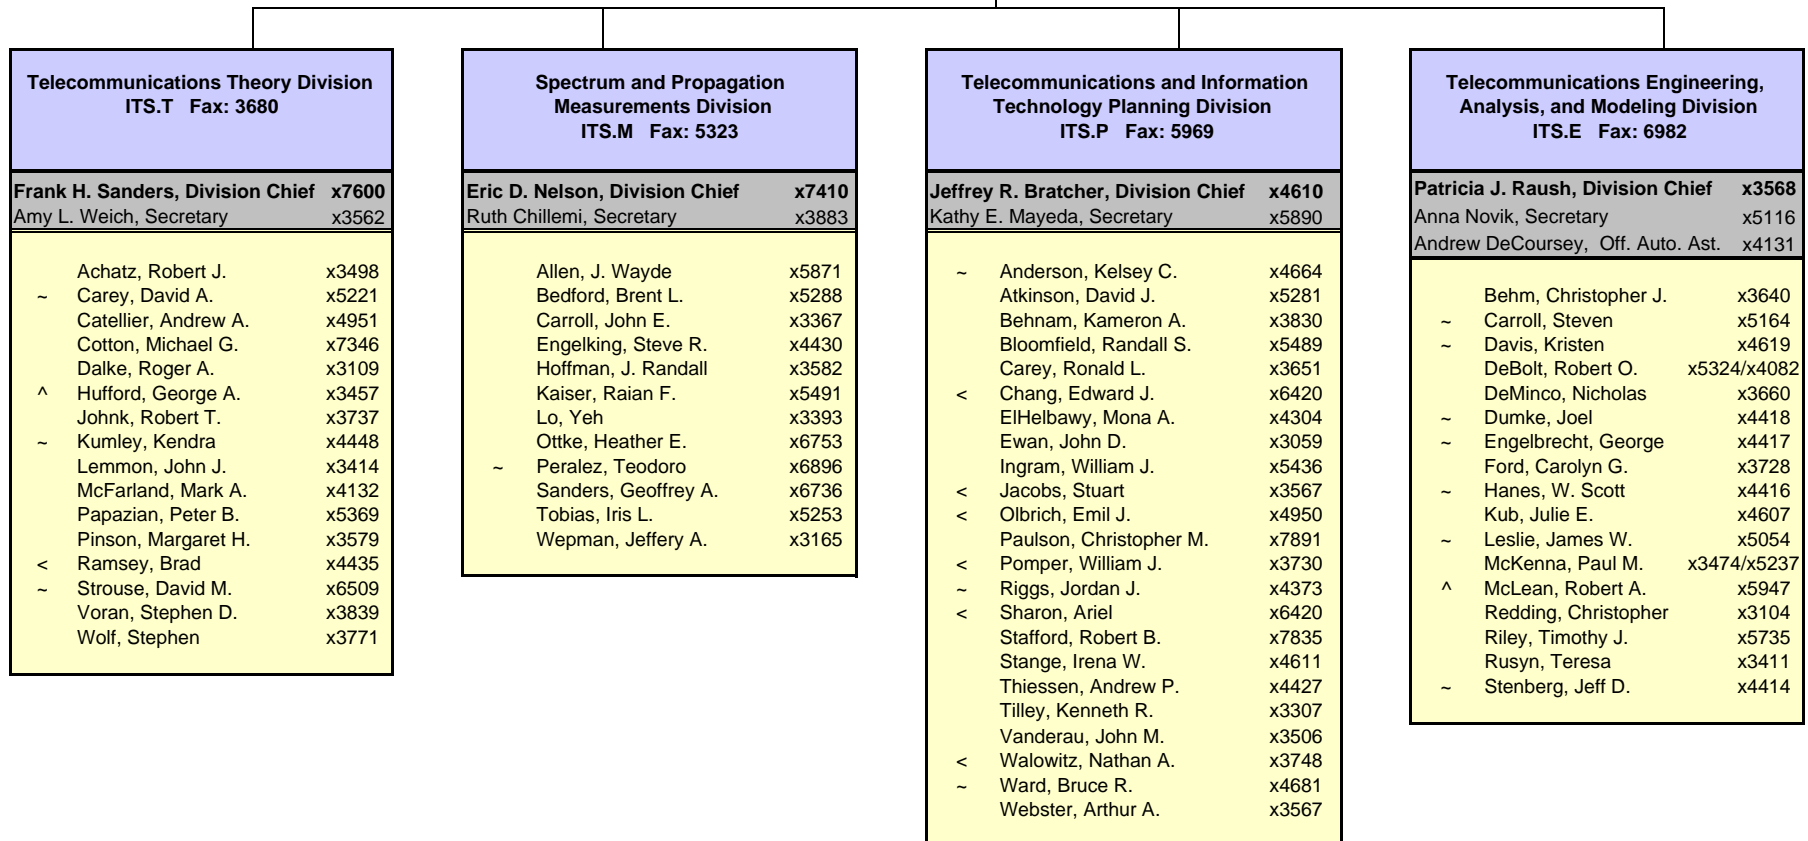 Telecommunications Theory Division
ITS.T Fax: 3680
Frank H. Sanders, Division Chief x7600
Amy L. Weich, Secretary x3562
Achatz, Robert J. x3498
~ Carey, David A. x5221
Catellier, Andrew A. x4951
Cotton, Michael G. x7346
Dalke, Roger A. x3109
^ Hufford, George A. x3457
Johnk, Robert T. x3737
~ Kumley, Kendra x4448
Lemmon, John J. x3414
McFarland, Mark A. x4132
Papazian, Peter B. x5369
Pinson, Margaret H. x3579
< Ramsey, Brad x4435
~ Strouse, David M. x6509
Voran, Stephen D. x3839
Wolf, Stephen x3771
Spectrum and Propagation
Measurements Division
ITS.M Fax: 5323
Eric D. Nelson, Division Chief x7410
Ruth Chillemi, Secretary x3883
Allen, J. Wayde x5871
Bedford, Brent L. x5288
Carroll, John E. x3367
Engelking, Steve R. x4430
Hoffman, J. Randall x3582
Kaiser, Raian F. x5491
Lo, Yeh x3393
Ottke, Heather E. x6753
~ Peralez, Teodoro x6896
Sanders, Geoffrey A. x6736
Tobias, Iris L. x5253
Wepman, Jeffery A. x3165
Telecommunications and Information
Technology Planning Division
ITS.P Fax: 5969
Jeffrey R. Bratcher, Division Chief x4610
Kathy E. Mayeda, Secretary x5890
~ Anderson, Kelsey C. x4664
Atkinson, David J. x5281
Behnam, Kameron A. x3830
Bloomfield, Randall S. x5489
Carey, Ronald L. x3651
< Chang, Edward J. x6420
ElHelbawy, Mona A. x4304
Ewan, John D. x3059
Ingram, William J. x5436
< Jacobs, Stuart x3567
< Olbrich, Emil J. x4950
Paulson, Christopher M. x7891
< Pomper, William J. x3730
~ Riggs, Jordan J. x4373
< Sharon, Ariel x6420
Stafford, Robert B. x7835
Stange, Irena W. x4611
Thiessen, Andrew P. x4427
Tilley, Kenneth R. x3307
Vanderau, John M. x3506
< Walowitz, Nathan A. x3748
~ Ward, Bruce R. x4681
Webster, Arthur A. x3567
Telecommunications Engineering,
Analysis, and Modeling Division
ITS.E Fax: 6982
Patricia J. Raush, Division Chief x3568
Anna Novik, Secretary x5116
Andrew DeCoursey, Off. Auto. Ast. x4131
Behm, Christopher J. x3640
~ Carroll, Steven x5164
~ Davis, Kristen x4619
DeBolt, Robert O. x5324/x4082
DeMinco, Nicholas x3660
~ Dumke, Joel x4418
~ Engelbrecht, George x4417
Ford, Carolyn G. x3728
~ Hanes, W. Scott x4416
Kub, Julie E. x4607
~ Leslie, James W. x5054
McKenna, Paul M. x3474/x5237
^ McLean, Robert A. x5947
Redding, Christopher x3104
Riley, Timothy J. x5735
Rusyn, Teresa x3411
~ Stenberg, Jeff D. x4414